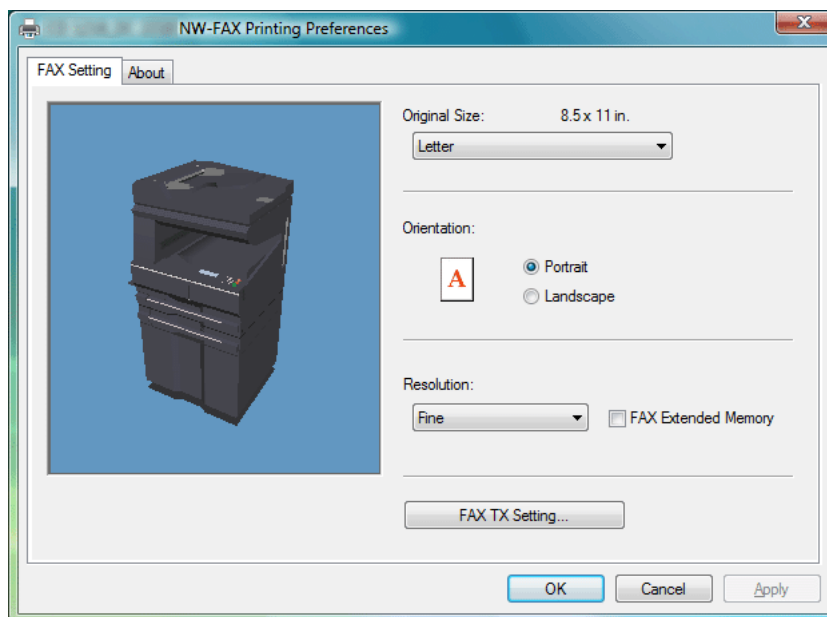 NW-FAX Printing Preferences
FAX Setting
About
Original Size: 8.5 x 11 in.
Letter
Orientation:
A
Portrait
Landscape
Resolution:
Fine
FAX Extended Memory
FAX TX Setting...
OK
Cancel
Apply